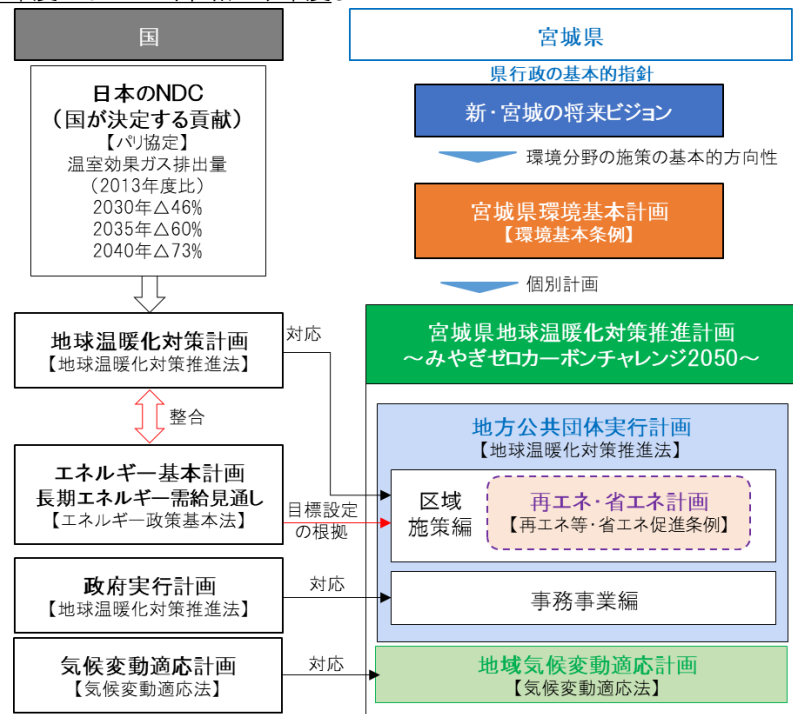 国
日本のNDC
(国が決定する貢献)
【パリ協定】
温室効果ガス排出量
(2013年度比)
2030年△46%
2035年△60%
2040年△73%
地球温暖化対策計画
【地球温暖化対策推進法】
整合
エネルギー基本計画
長期エネルギー需給見通し
【エネルギー政策基本法】
政府実行計画
【地球温暖化対策推進法】
気候変動適応計画
【気候変動適応法】
対応
目標設定
の根拠
対応
対応
宮城県
県行政の基本的指針
新・宮城の将来ビジョン
環境分野の施策の基本的方向性
宮城県環境基本計画
【環境基本条例】
個別計画
宮城県地球温暖化対策推進計画
~みやぎゼロカーボンチャレンジ2050~
地方公共団体実行計画
【地球温暖化対策推進法】
区域
施策編
再エネ・省エネ計画
【再エネ等・省エネ促進条例】
事務事業編
地域気候変動適応計画
【気候変動適応法】